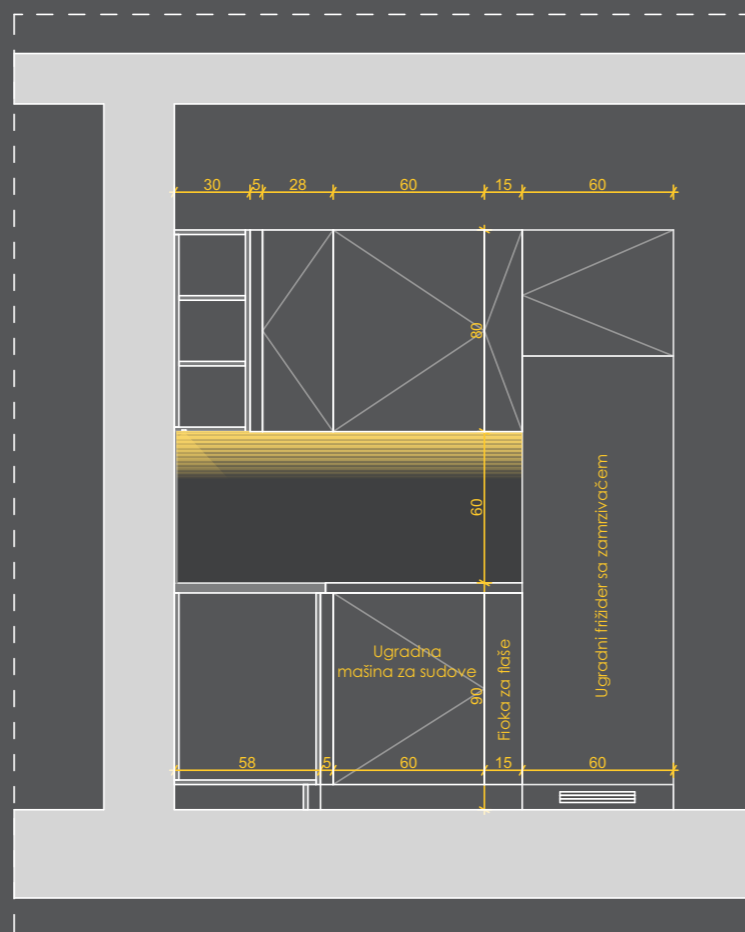 30 5 28 60 15 60
80
60
Ugradni frižider sa zamrzivačem
Ugradna
mašina za sudove
Fioka za flaše
90
58 5 60 15 60